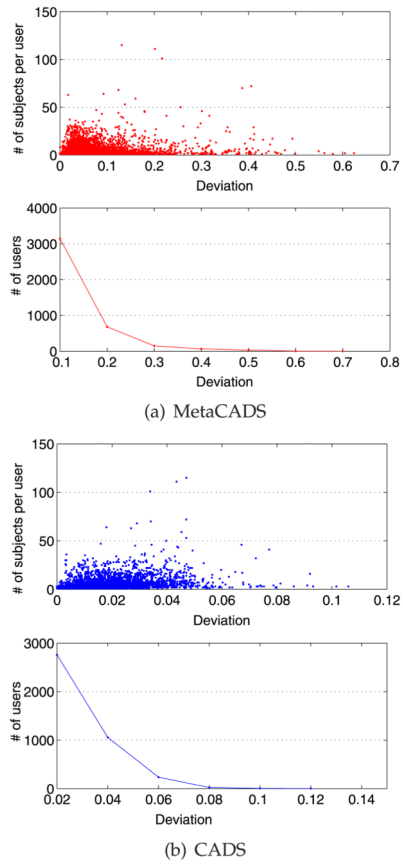 150
100
50
0
# of subjects per user
0 0.1 0.2 0.3 0.4 0.5 0.6 0.7
Deviation
4000
3000
2000
1000
0
# of users
0.1 0.2 0.3 0.4 0.5 0.6 0.7 0.8
Deviation
(a) MetaCADS
150
100
50
0
# of subjects per user
0 0.02 0.04 0.06 0.08 0.1 0.12
Deviation
3000
2000
1000
0
# of users
0.02 0.04 0.06 0.08 0.1 0.12 0.14
Deviation
(b) CADS